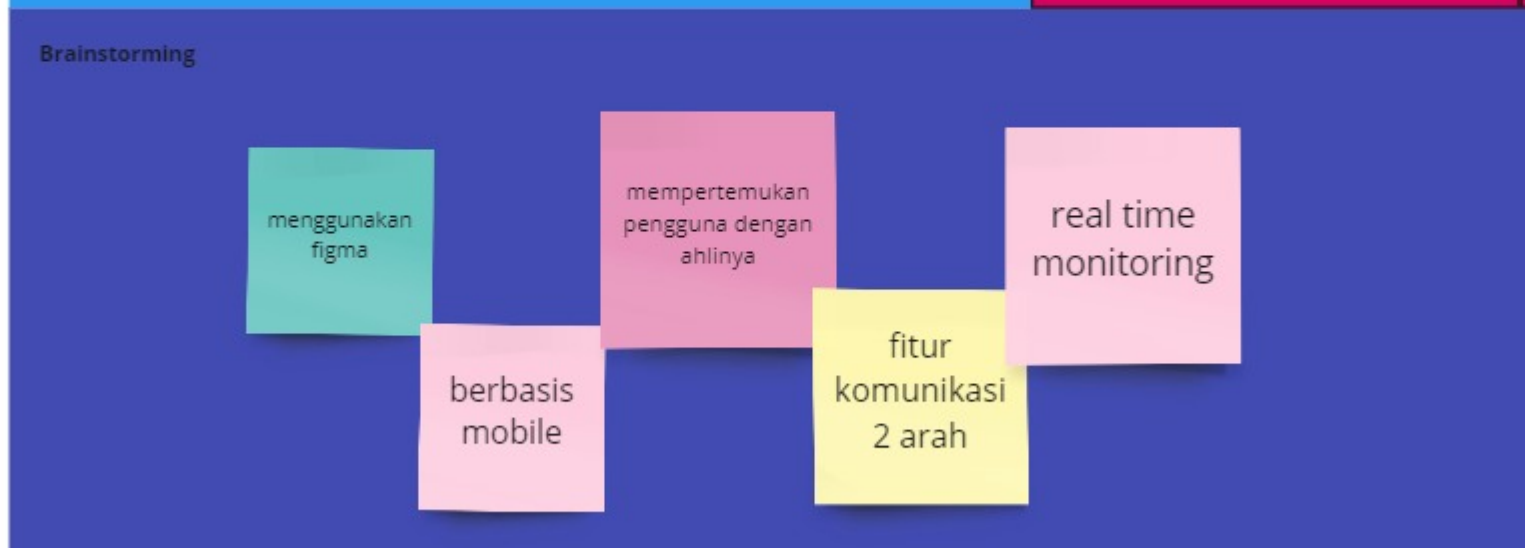 Brainstorming
menggunakan
figma
berbasis
mobile
mempertemukan
pengguna dengan
ahlinya
fitur
komunikasi
2 arah
real time
monitoring